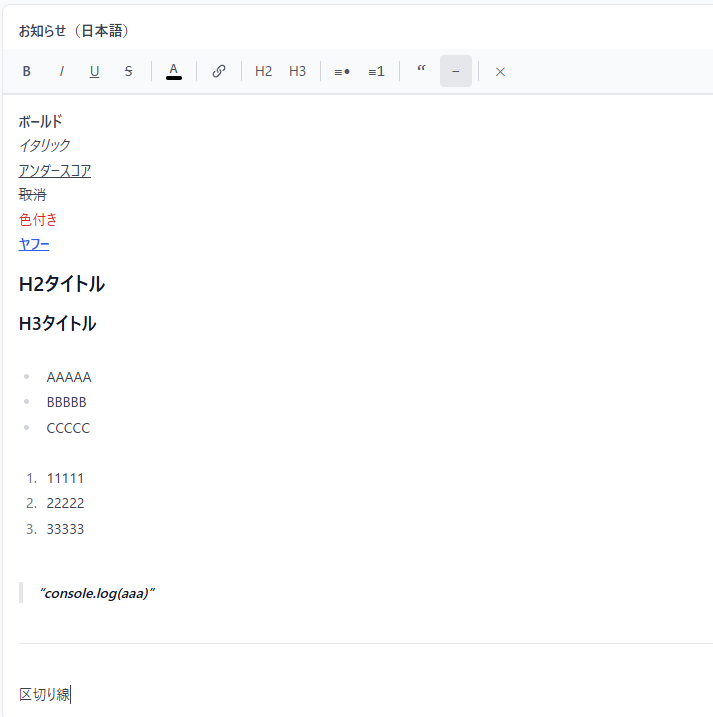 お知らせ（日本語）
B I U S A H2 H3 ≡• ≡1 “ – ×
ボールド
イタリック
アンダースコア
取消
色付き
ヤフー
H2タイトル
H3タイトル
• AAAAA
• BBBBB
• CCCCC
1. 11111
2. 22222
3. 33333
“console.log(aaa)”
区切り線